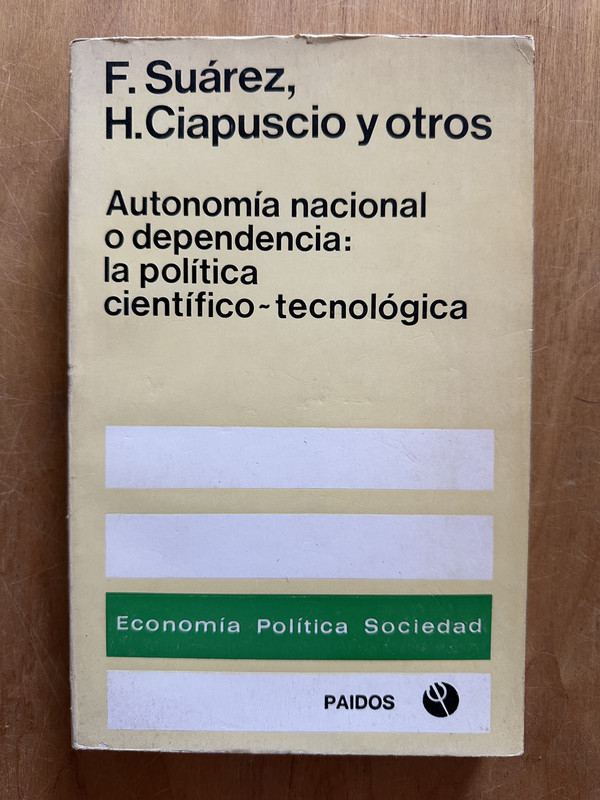 F. Suárez,
H.Ciapuscio y otros
Autonomía nacional
o dependencia:
la política
científico-tecnológica
Economía Política Sociedad
PAIDOS